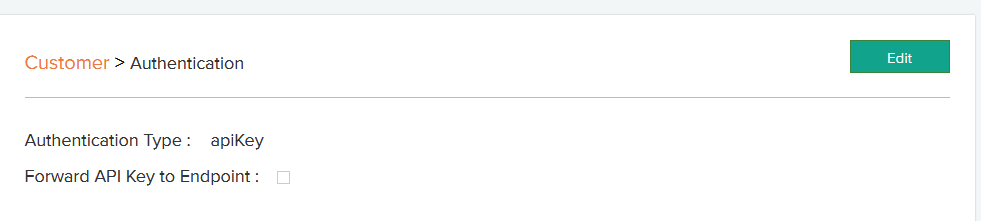 Customer > Authentication
Edit
Authentication Type : apiKey
Forward API Key to Endpoint :